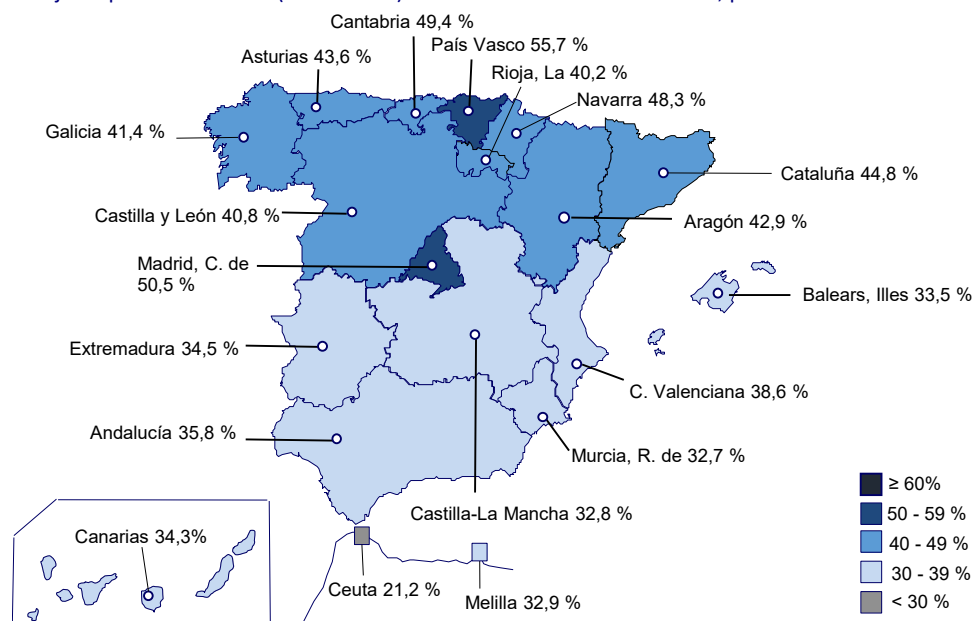 Cantabria 49,4 %
País Vasco 55,7 %
Asturias 43,6 %
Rioja, La 40,2 %
Navarra 48,3 %
Galicia 41,4 %
Cataluña 44,8 %
Castilla y León 40,8 %
Aragón 42,9 %
Madrid, C. de
50,5 %
Balears, Illes 33,5 %
Extremadura 34,5 %
C. Valenciana 38,6 %
Andalucía 35,8 %
Murcia, R. de 32,7 %
Castilla-La Mancha 32,8 %
Canarias 34,3%
Ceuta 21,2 %
Melilla 32,9 %
≥ 60%
50 - 59 %
40 - 49 %
30 - 39 %
< 30 %